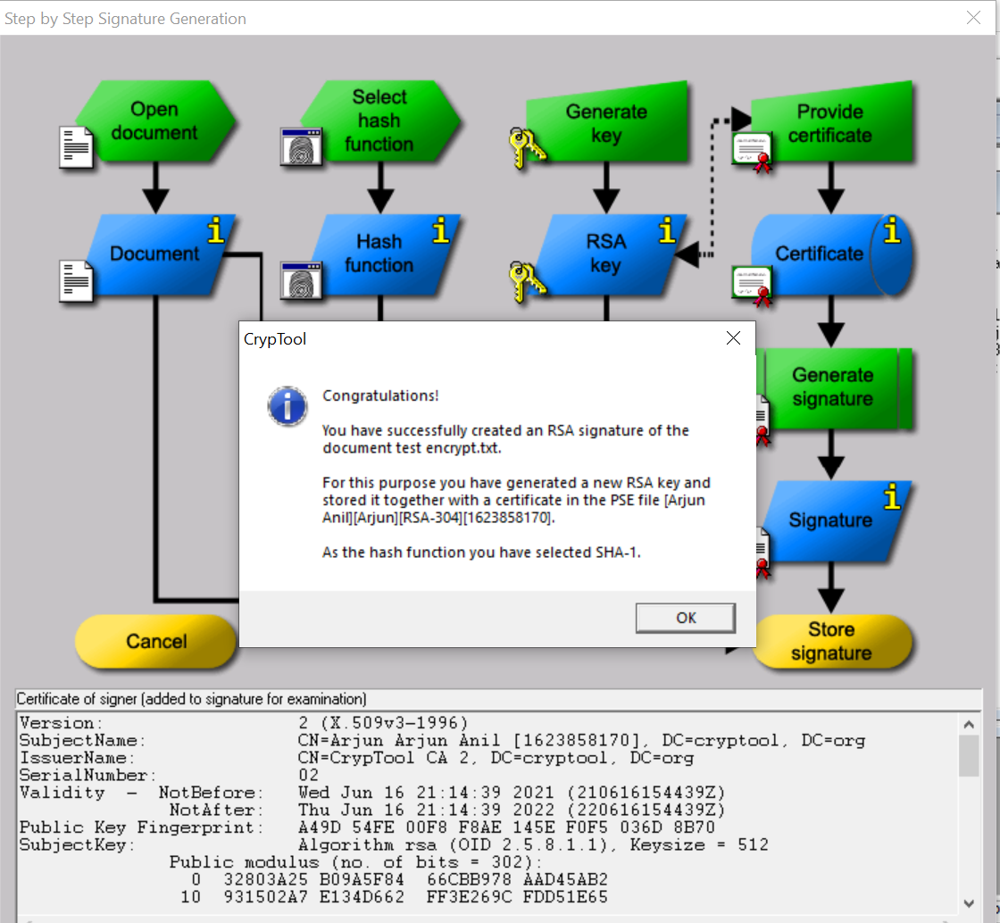 Step by Step Signature Generation
Open
document
Select
hash
function
Generate
key
Provide
certificate
Document
Hash
function
RSA
key
Certificate
Generate
signature
Signature
Store
signature
Cancel
CrypTool
Congratulations!
You have successfully created an RSA signature of the
document test encrypt.txt.
For this purpose you have generated a new RSA key and
stored it together with a certificate in the PSE file [Arjun
Anil][Arjun][RSA-304][1623858170].
As the hash function you have selected SHA-1.
OK
Certificate of signer (added to signature for examination)
Version: 2 (X.509v3-1996)
SubjectName: CN=Arjun Arjun Anil [1623858170], DC=cryptool, DC=org
IssuerName: CN=CrypTool CA 2, DC=cryptool, DC=org
SerialNumber: 02
Validity - NotBefore: Wed Jun 16 21:14:39 2021 (210616154439Z)
NotAfter: Thu Jun 16 21:14:39 2022 (220616154439Z)
Public Key Fingerprint: A49D 54FE 00F8 F8AE 145E F0F5 036D 8B70
SubjectKey: Algorithm rsa (OID 2.5.8.1.1), Keysize = 512
Public modulus (no. of bits = 302):
0 32803A25 B09A5F84 66CBB978 AAD45AB2
10 931502A7 E134D662 FF3E269C FDD51E65